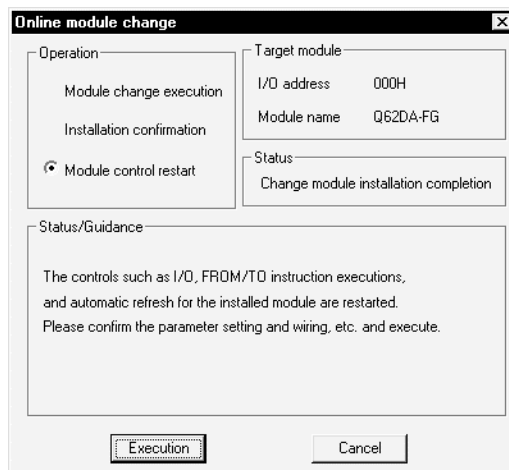 Online module change
Operation
Module change execution
Installation confirmation
Module control restart
Target module
I/O address 000H
Module name Q62DA-FG
Status
Change module installation completion
Status/Guidance
The controls such as I/O, FROM/TO instruction executions,
and automatic refresh for the installed module are restarted.
Please confirm the parameter setting and wiring, etc. and execute.
Execution
Cancel